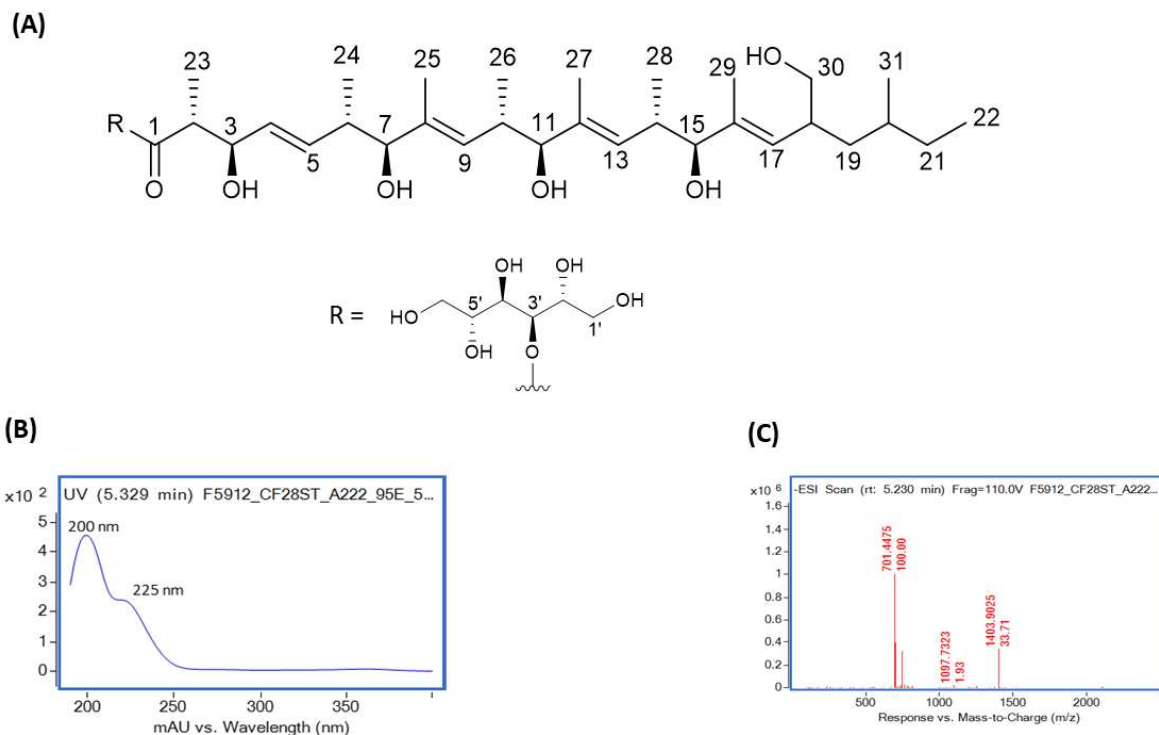 (A)
23 24 25 26 27 28 29 HO 30 31
R 1 3 5 7 9 11 13 15 17 19 21 22
O OH OH OH OH
R = HO 5' OH OH 3' OH OH 1' O
(B)
UV (5.329 min) F5912_CF28ST_A222_95E_5...
x10 2
200 nm
225 nm
5
4
3
2
1
0
200 250 300 350
mAU vs. Wavelength (nm)
(C)
-ESI Scan (rt: 5.230 min) Frag=110.0V F5912_CF28ST_A222...
x10 6
1.6
1.4
1.2
1
0.8
0.6
0.4
0.2
0
701.4475
100.00
1097.7323
1.93
1403.9025
33.71
500 1000 1500 2000
Response vs. Mass-to-Charge (m/z)